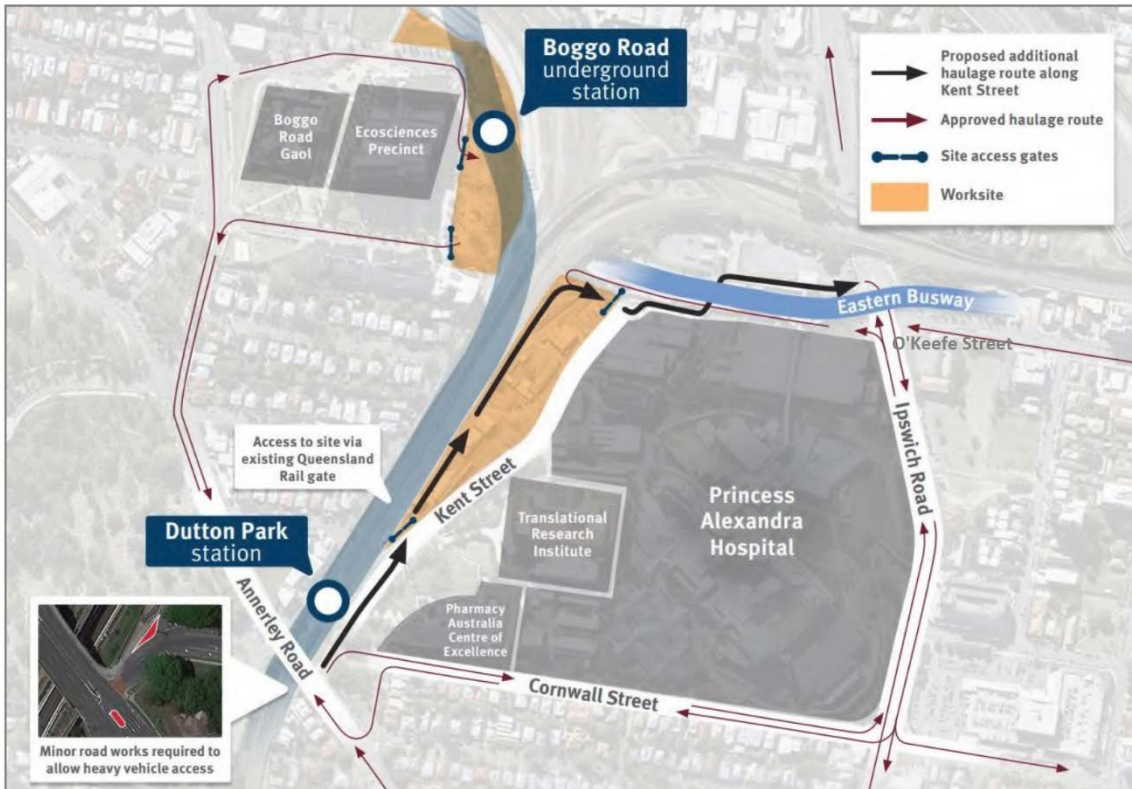 Boggo Road
underground
station
Proposed additional
haulage route along
Kent Street
Approved haulage route
Site access gates
Worksite
Boggo
Road
Gaol
Ecosciences
Precinct
Eastern Busway
O'Keefe Street
Ipswich Road
Access to site via
existing Queensland
Rail gate
Kent Street
Princess
Alexandra
Hospital
Translational
Research
Institute
Dutton Park
station
Annerley Road
Pharmacy
Australia
Centre of
Excellence
Cornwall Street
Minor road works required to
allow heavy vehicle access